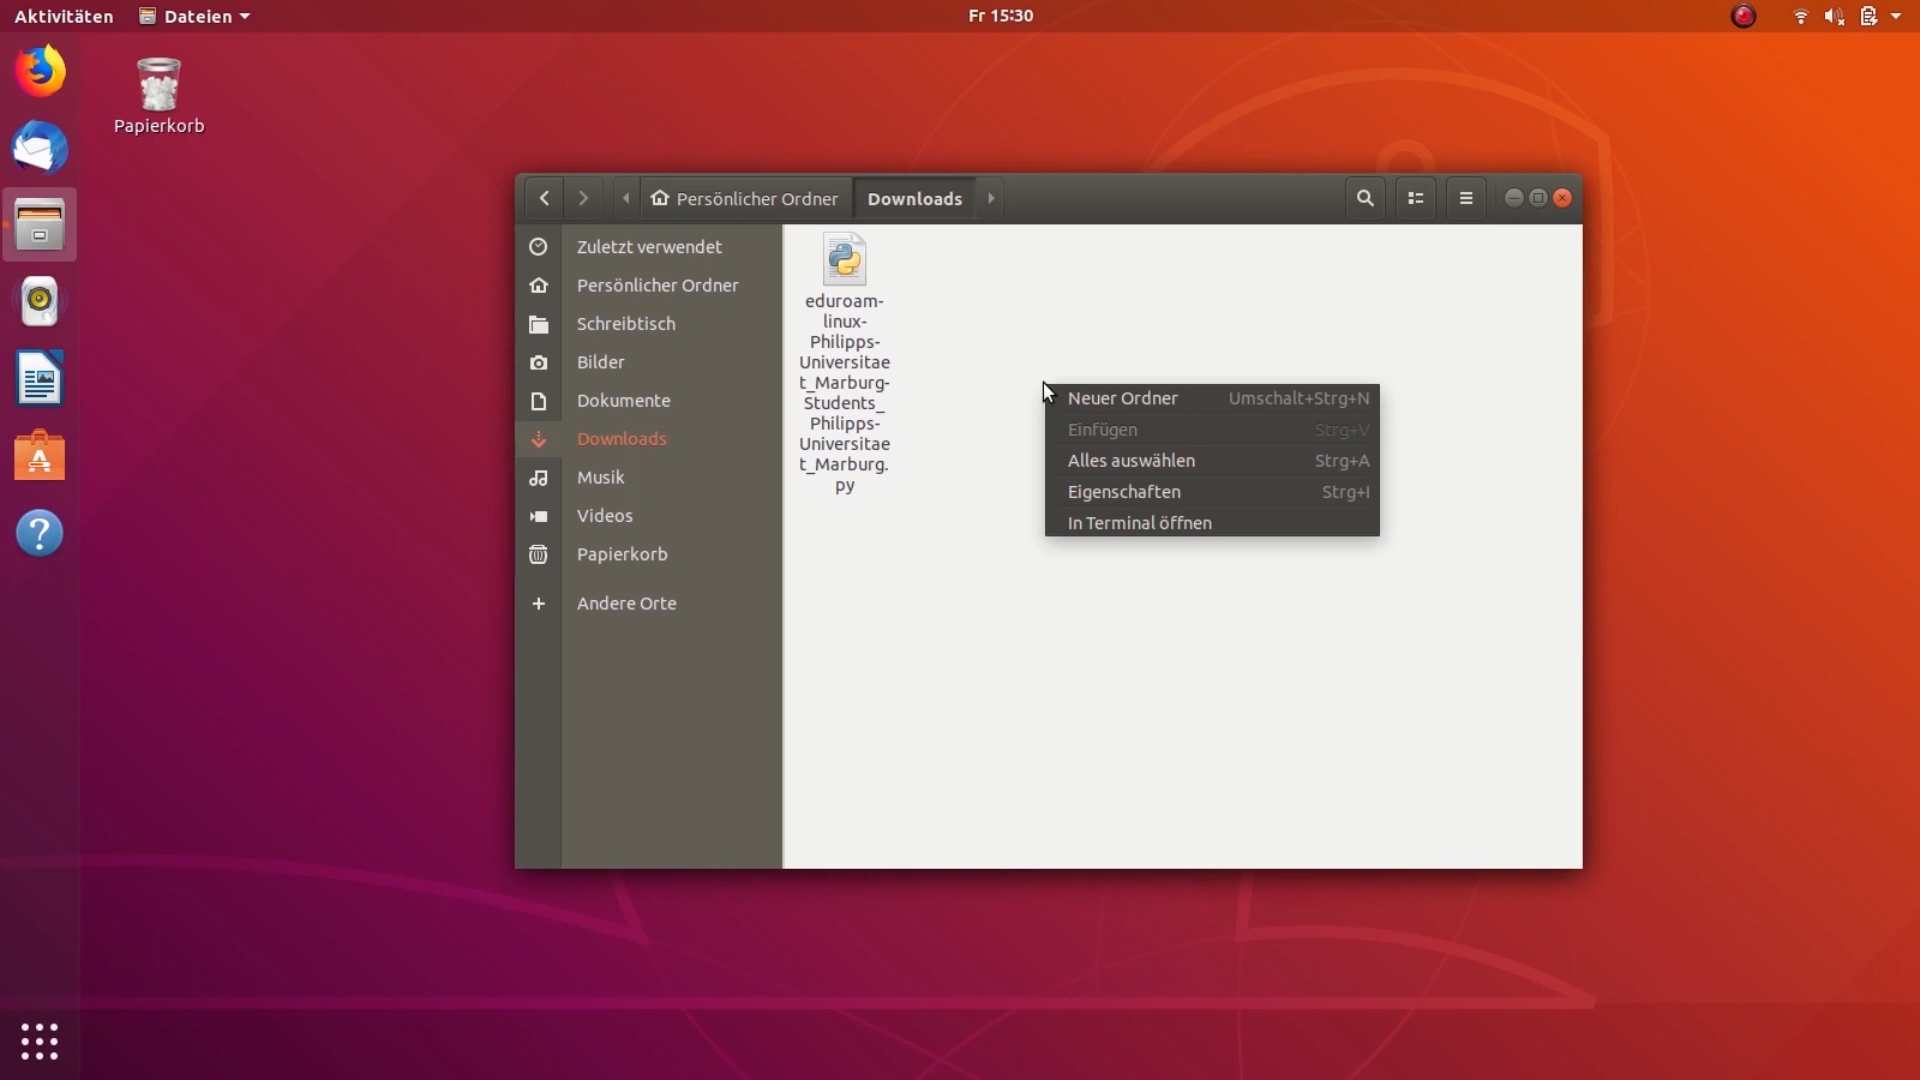 Aktivitäten Dateien Fr 15:30
Papierkorb
Persönlicher Ordner Downloads
Zuletzt verwendet
Persönlicher Ordner
Schreibtisch
Bilder
Dokumente
Downloads
Musik
Videos
Papierkorb
Andere Orte
eduroam-
linux-
Philipps-
Universitae
t_Marburg-
Students_
Philipps-
Universitae
t_Marburg.
py
Neuer Ordner Umschalt+Strg+N
Einfügen Strg+V
Alles auswählen Strg+A
Eigenschaften Strg+I
In Terminal öffnen